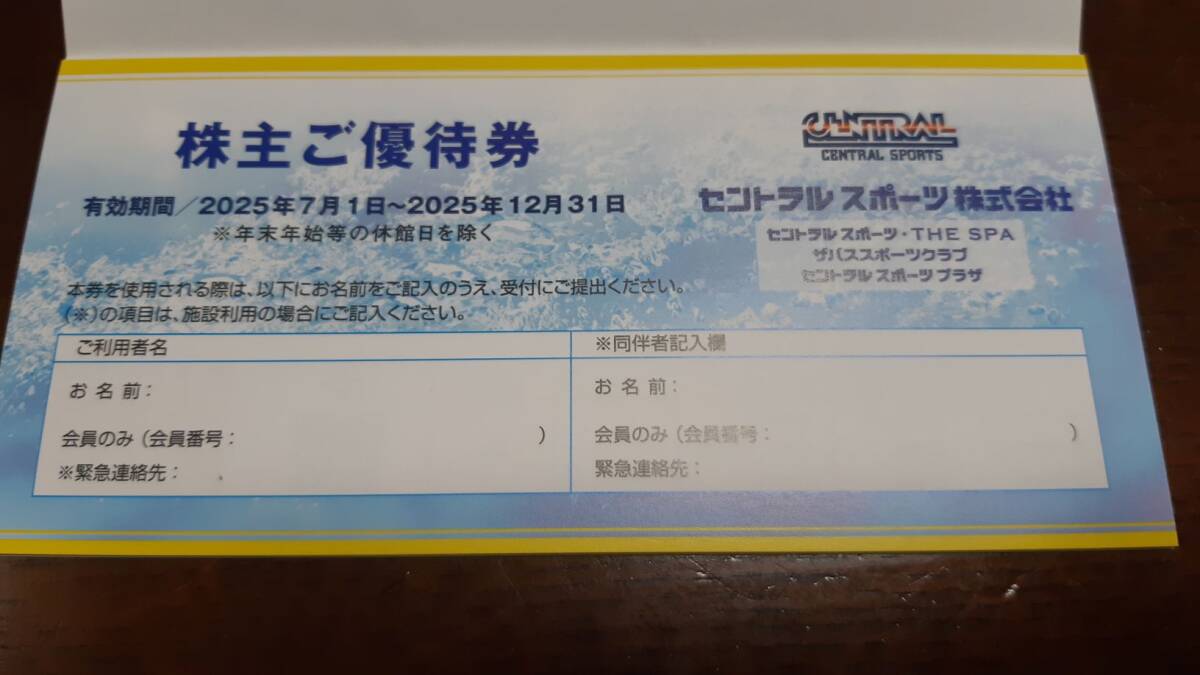 株主ご優待券
有効期間／2025年7月1日～2025年12月31日
※年末年始等の休館日を除く
CENTRAL
CENTRAL SPORTS
セントラルスポーツ株式会社
セントラルスポーツ・THE SPA
ザバススポーツクラブ
セントラルスポーツプラザ
本券を使用される際は、以下にお名前をご記入のうえ、受付にご提出ください。
（※）の項目は、施設利用の場合にご記入ください。
ご利用者名
お名前：
会員のみ（会員番号：　）
※緊急連絡先：
※同伴者記入欄
お名前：
会員のみ（会員番号：　）
緊急連絡先：